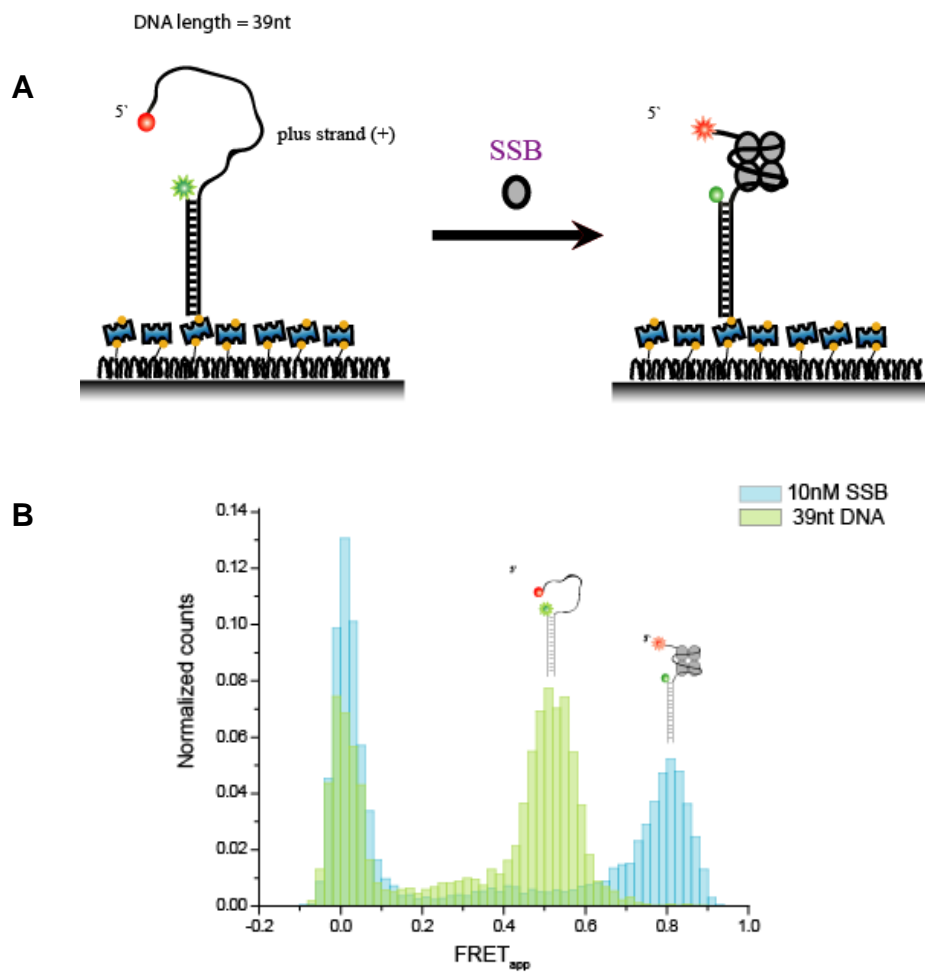 DNA length = 39nt
A
5`
plus strand (+)
SSB
5`
B
10nM SSB
39nt DNA
0.14
0.12
0.10
0.08
0.06
0.04
0.02
0.00
Normalized counts
5'
5'
-0.2 0.0 0.2 0.4 0.6 0.8 1.0
FRETapp